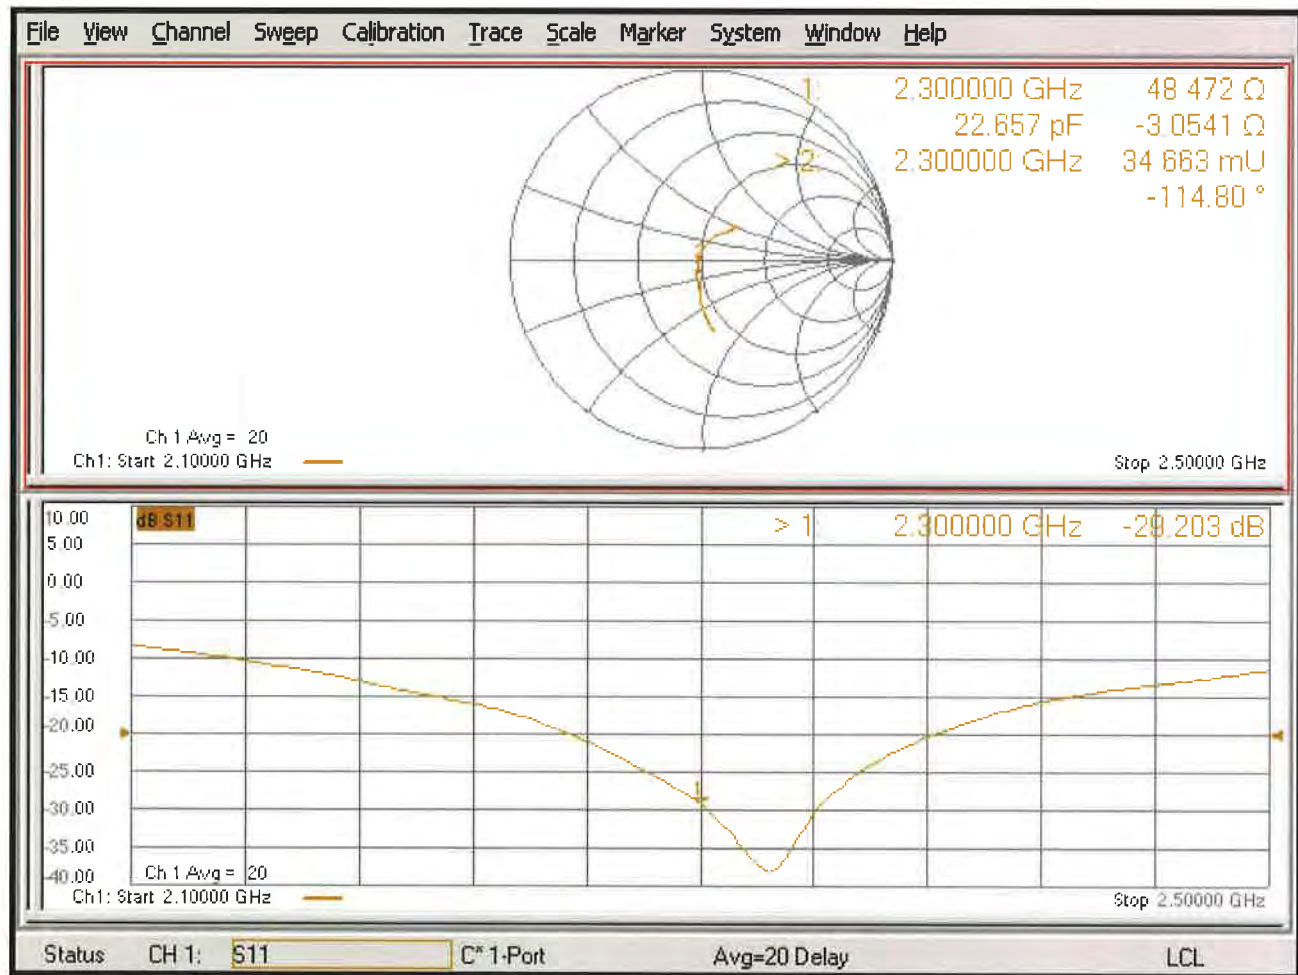 File View Channel Sweep Calibration Trace Scale Marker System Window Help
1: 2.300000 GHz 48.472 Ω
22.657 pF -3.0541 Ω
> 2: 2.300000 GHz 34.663 mU
-114.80 °
Ch 1 Avg = 20
Ch1: Start 2.10000 GHz Stop 2.50000 GHz
10.00 dB S11 > 1: 2.300000 GHz -29.203 dB
5.00
0.00
-5.00
-10.00
-15.00
-20.00
-25.00
-30.00
-35.00
-40.00 Ch 1 Avg = 20
Ch1: Start 2.10000 GHz Stop 2.50000 GHz
Status CH 1: S11 C* 1-Port Avg=20 Delay LCL